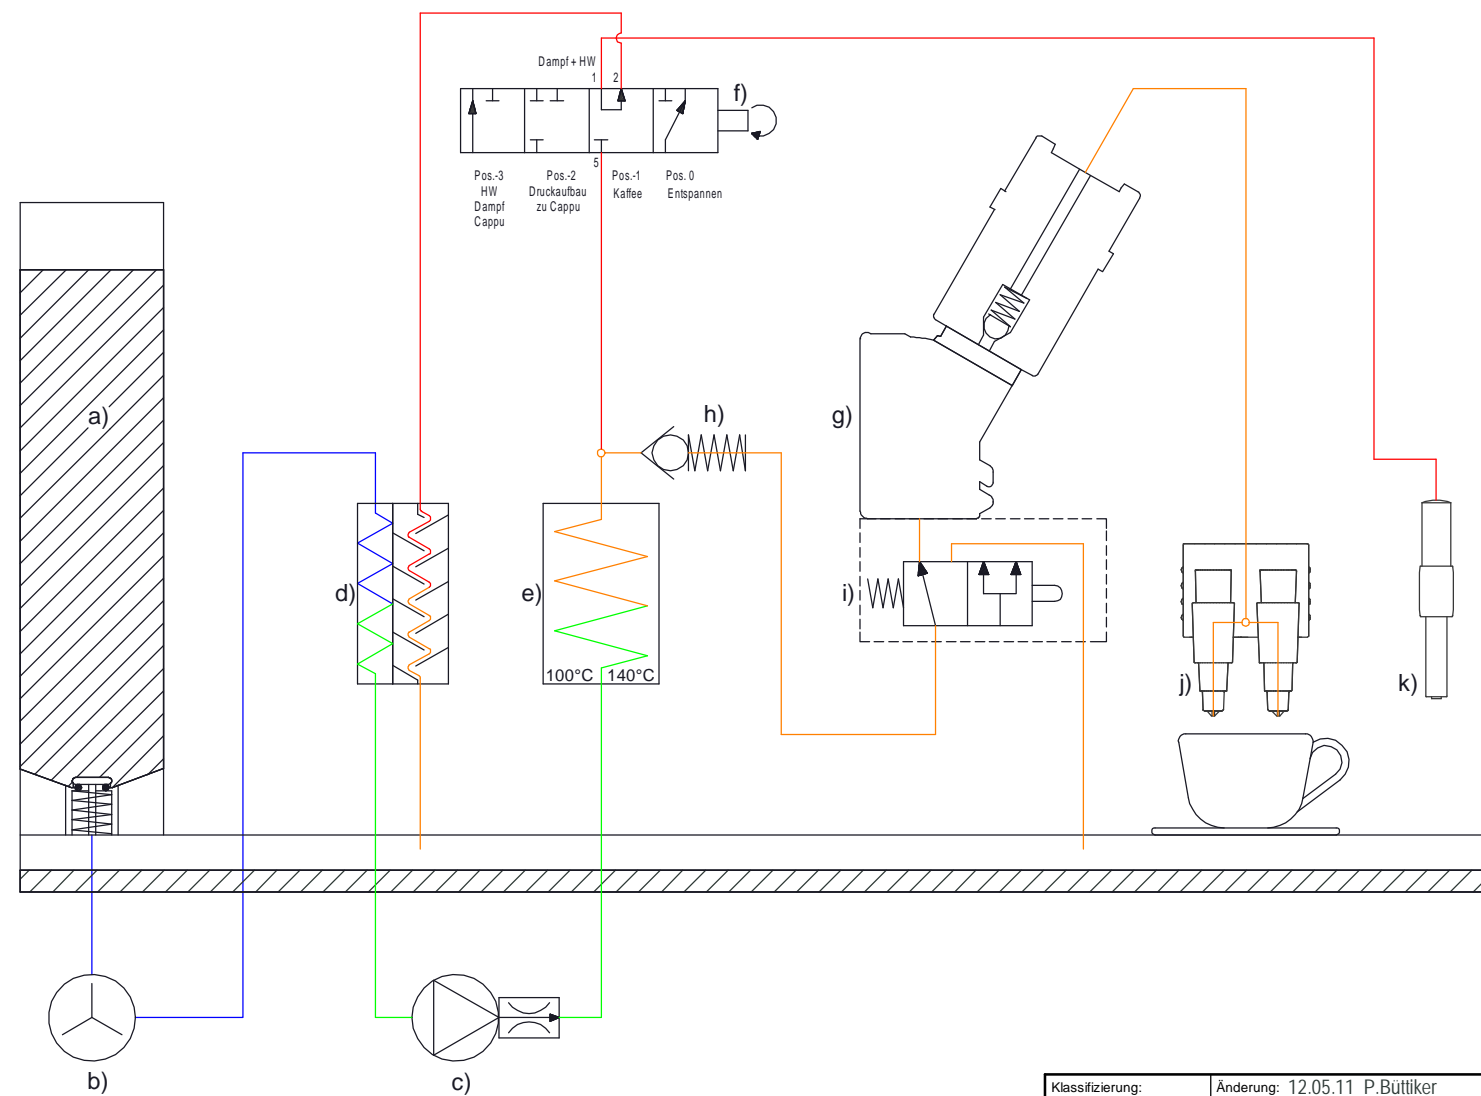 Dampf + HW
1 2
f)
5
Pos.-3
HW
Dampf
Cappu
Pos.-2
Druckaufbau
zu Cappu
Pos.-1
Kaffee
Pos. 0
Entspannen
a)
h)
g)
d)
e)
i)
100°C 140°C
j)
k)
b)
c)
Klassifizierung:
Änderung: 12.05.11 P.Büttiker